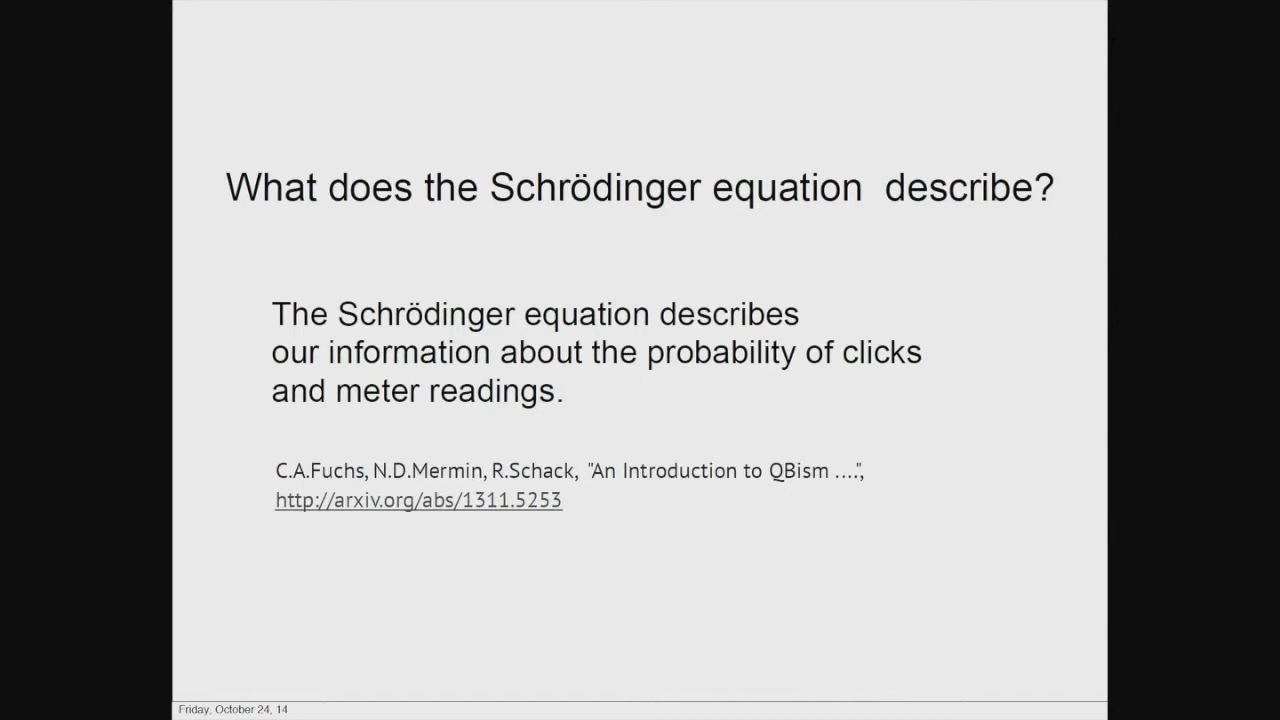 What does the Schrödinger equation  describe?
The Schrödinger equation describes
our information about the probability of clicks
and meter readings.
C.A.Fuchs, N.D.Mermin, R.Schack, "An Introduction to QBism ....",
http://arxiv.org/abs/1311.5253
Friday, October 24, 14